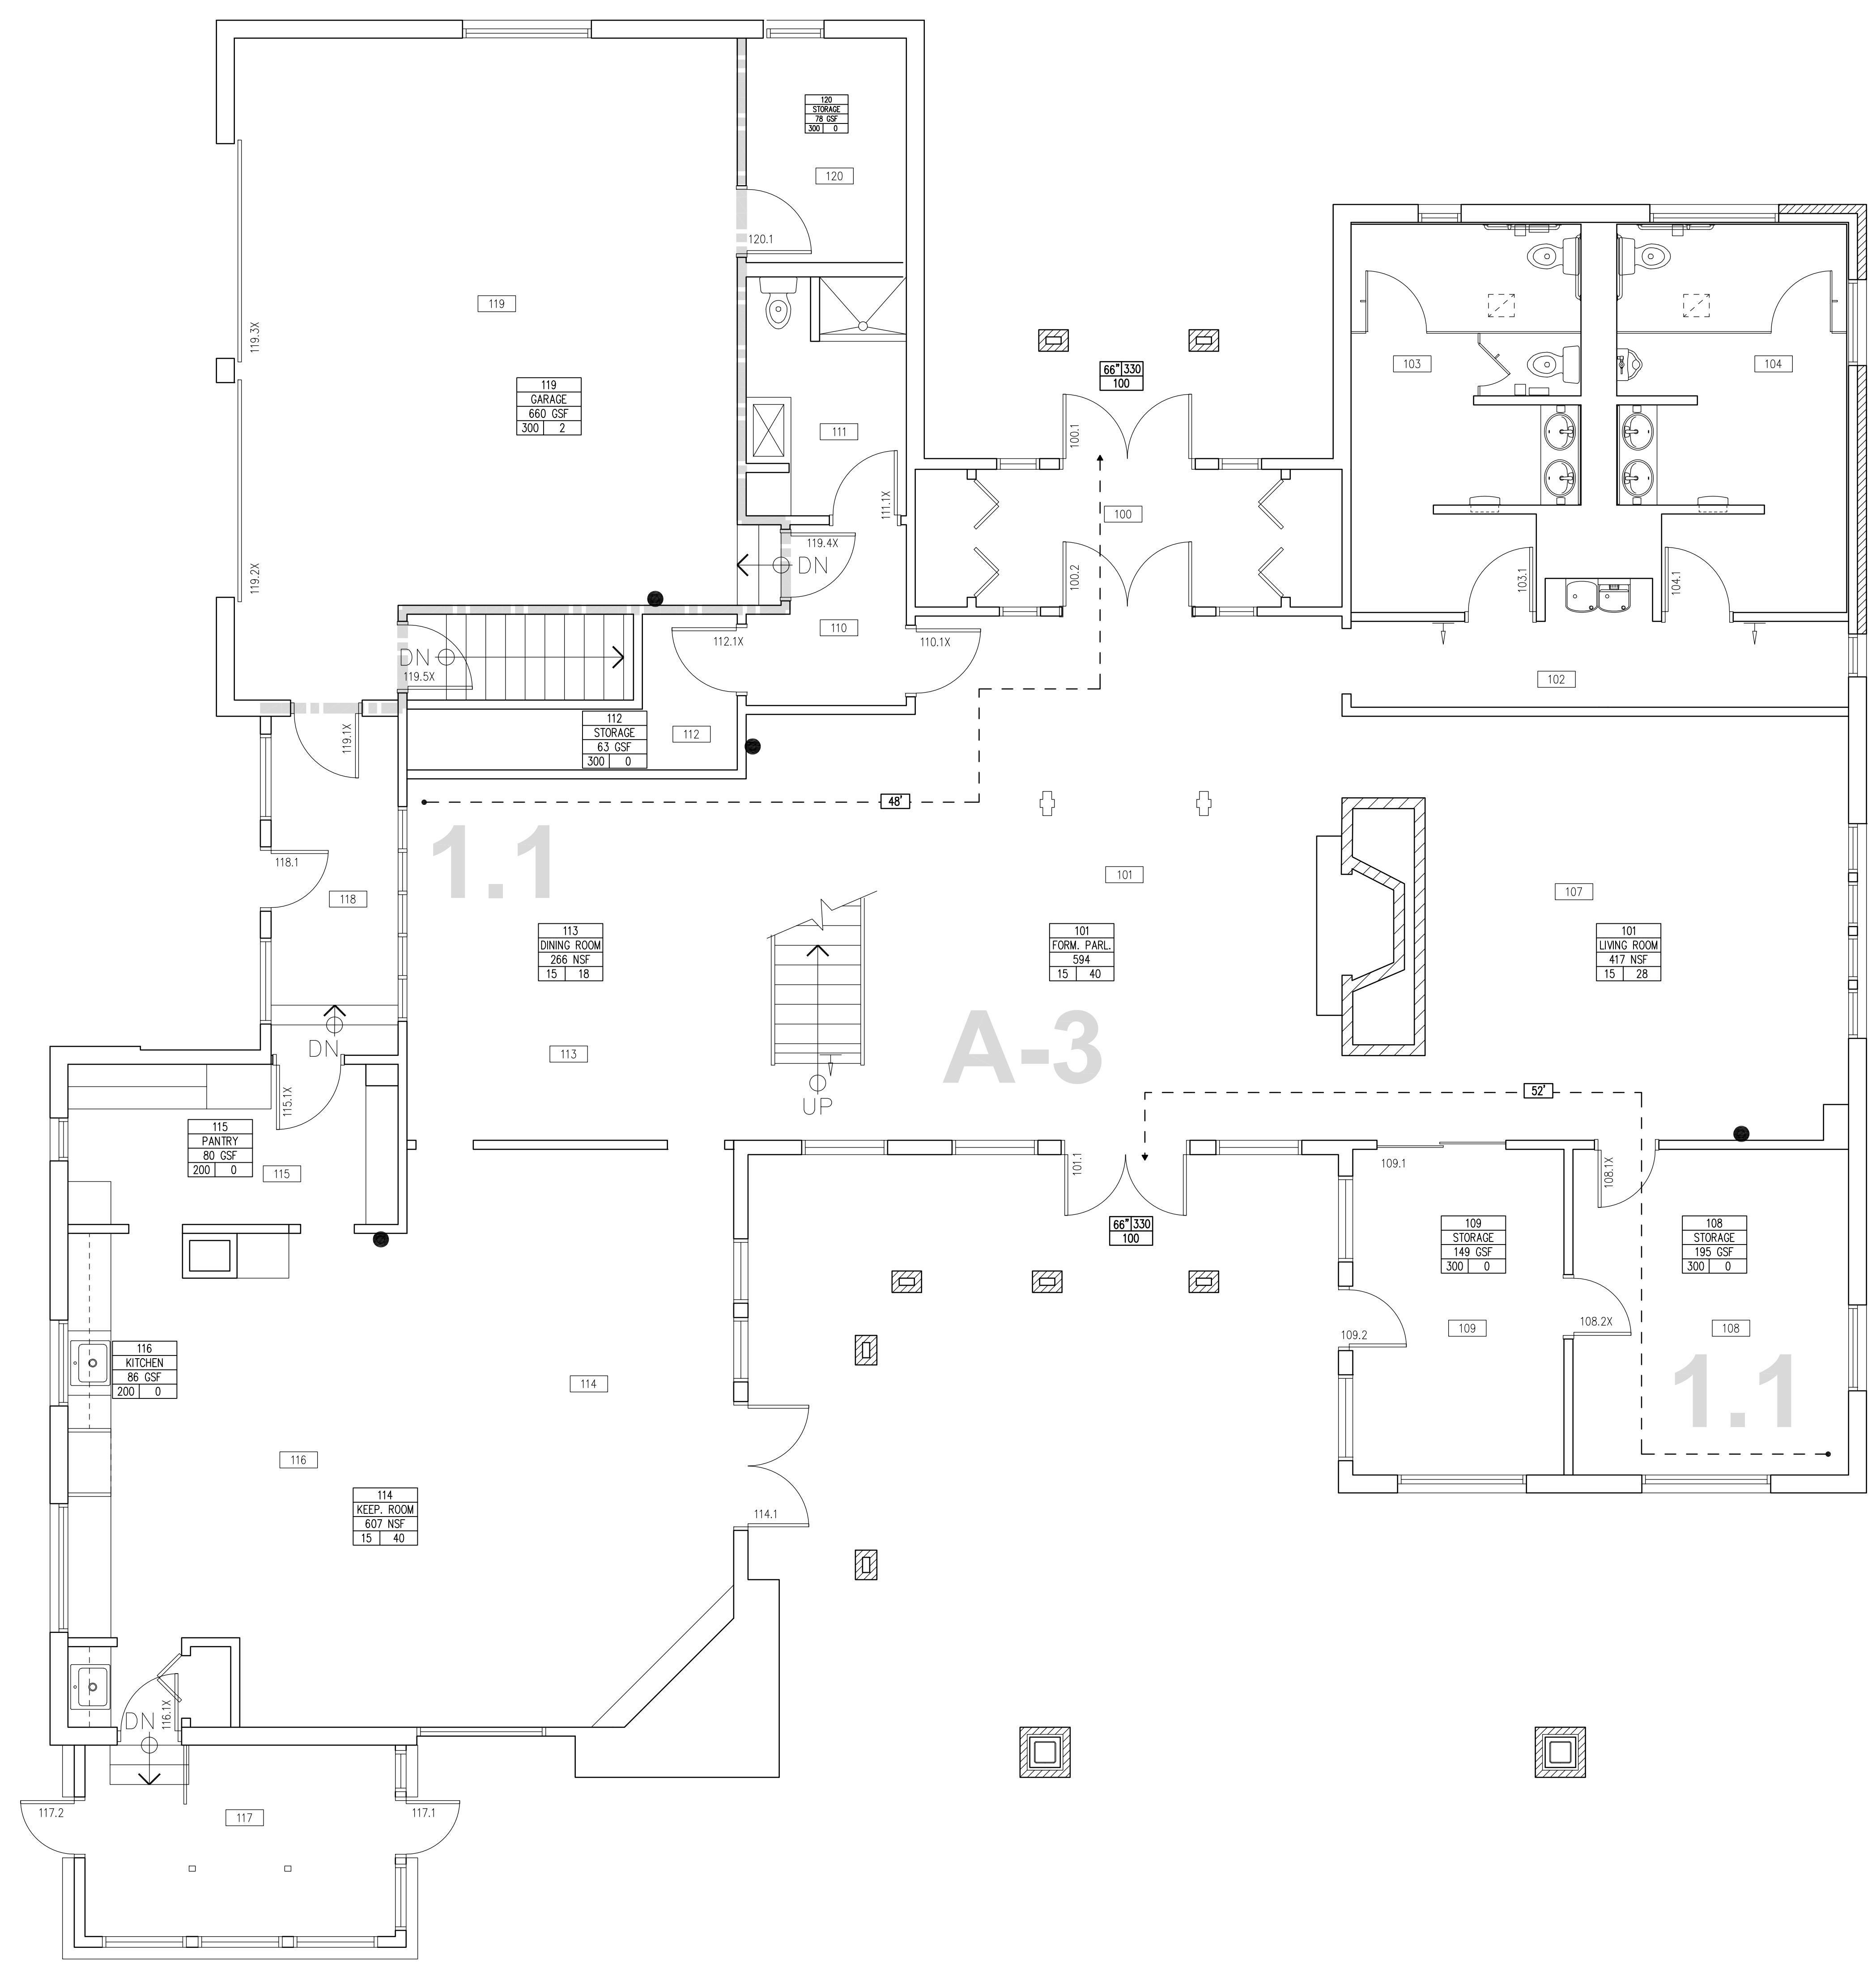 120
STORAGE
78 GSF
300 0
120
120.1
119
119.3X
119
GARAGE
660 GSF
300 2
66" 330
100
103
104
111
100.1
111.1X
100
119.4X
DN
119.2X
100.2
103.1
104.1
110
112.1X
110.1X
DN
119.5X
102
112
STORAGE
63 GSF
300 0
112
119.1X
48'
1.1
118.1
118
101
107
113
DINING ROOM
266 NSF
15 18
101
FORM. PARL.
594
15 40
101
LIVING ROOM
417 NSF
15 28
DN
113
A-3
UP
52'
115.1X
115
PANTRY
80 GSF
200 0
115
101.1
109.1
108.1X
66" 330
100
109
STORAGE
149 GSF
300 0
108
STORAGE
195 GSF
300 0
109.2
109
108.2X
108
116
KITCHEN
86 GSF
200 0
114
1.1
116
114
KEEP. ROOM
607 NSF
15 40
114.1
DN
116.1X
117.2
117
117.1